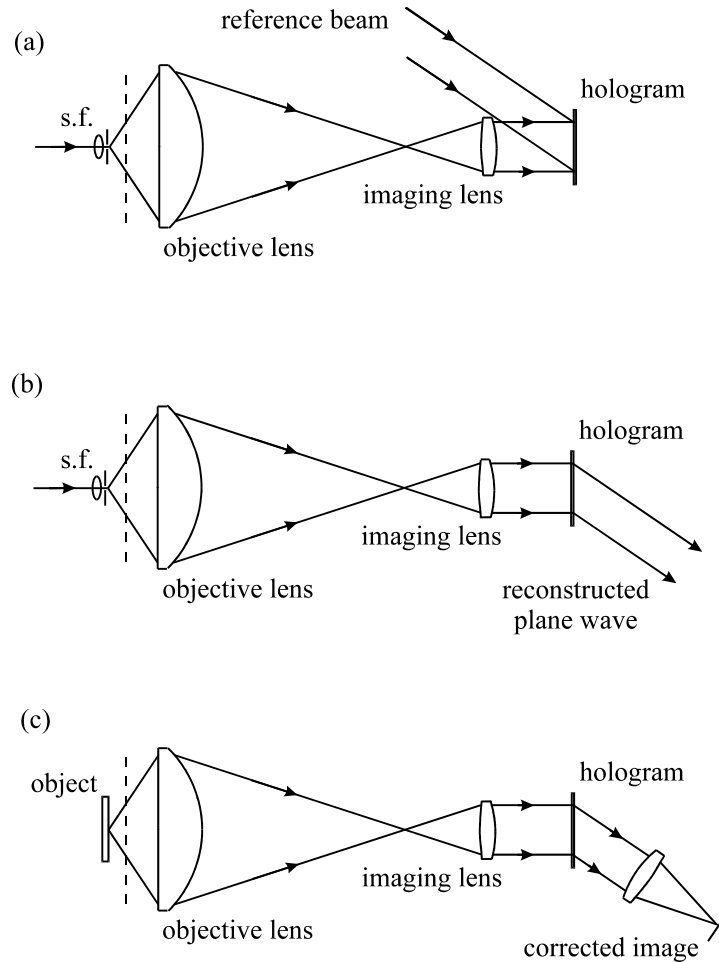 reference beam
(a)
hologram
s.f.
imaging lens
objective lens
(b)
hologram
s.f.
imaging lens
objective lens
reconstructed
plane wave
(c)
hologram
object
imaging lens
objective lens
corrected image